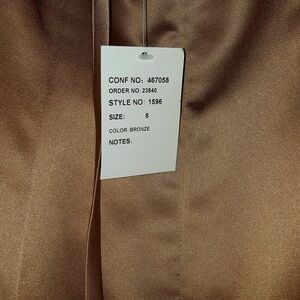 CONF NO: 467058
ORDER NO: 23840
STYLE NO: 1596
SIZE: 8
COLOR: BRONZE
NOTES: